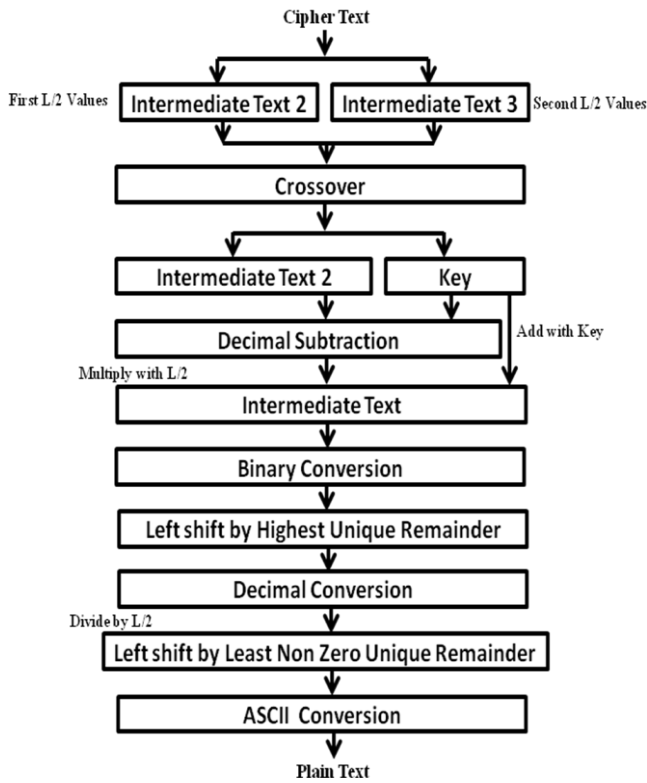 Cipher Text
First L/2 Values
Intermediate Text 2
Intermediate Text 3
Second L/2 Values
Crossover
Intermediate Text 2
Key
Decimal Subtraction
Add with Key
Multiply with L/2
Intermediate Text
Binary Conversion
Left shift by Highest Unique Remainder
Decimal Conversion
Divide by L/2
Left shift by Least Non Zero Unique Remainder
ASCII Conversion
Plain Text